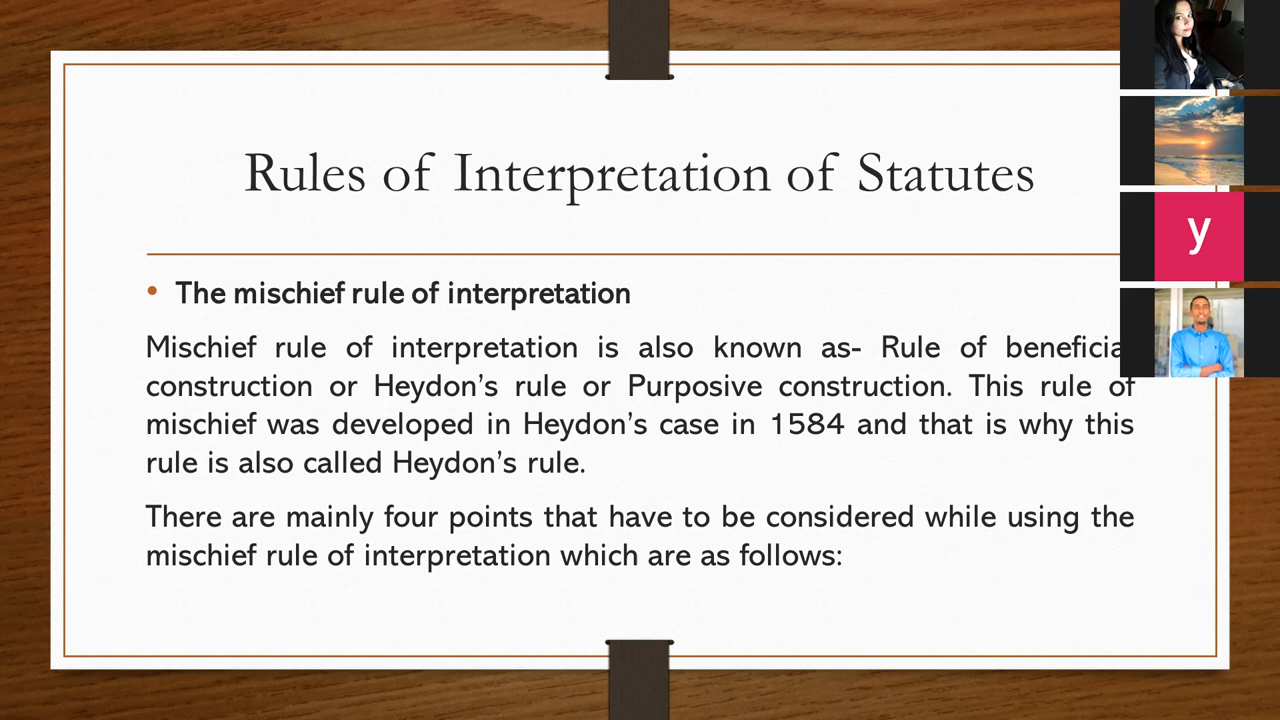 Rules of Interpretation of Statutes
• The mischief rule of interpretation
Mischief rule of interpretation is also known as- Rule of beneficia
construction or Heydon's rule or Purposive construction. This rule of
mischief was developed in Heydon's case in 1584 and that is why this
rule is also called Heydon's rule.
There are mainly four points that have to be considered while using the
mischief rule of interpretation which are as follows:
y